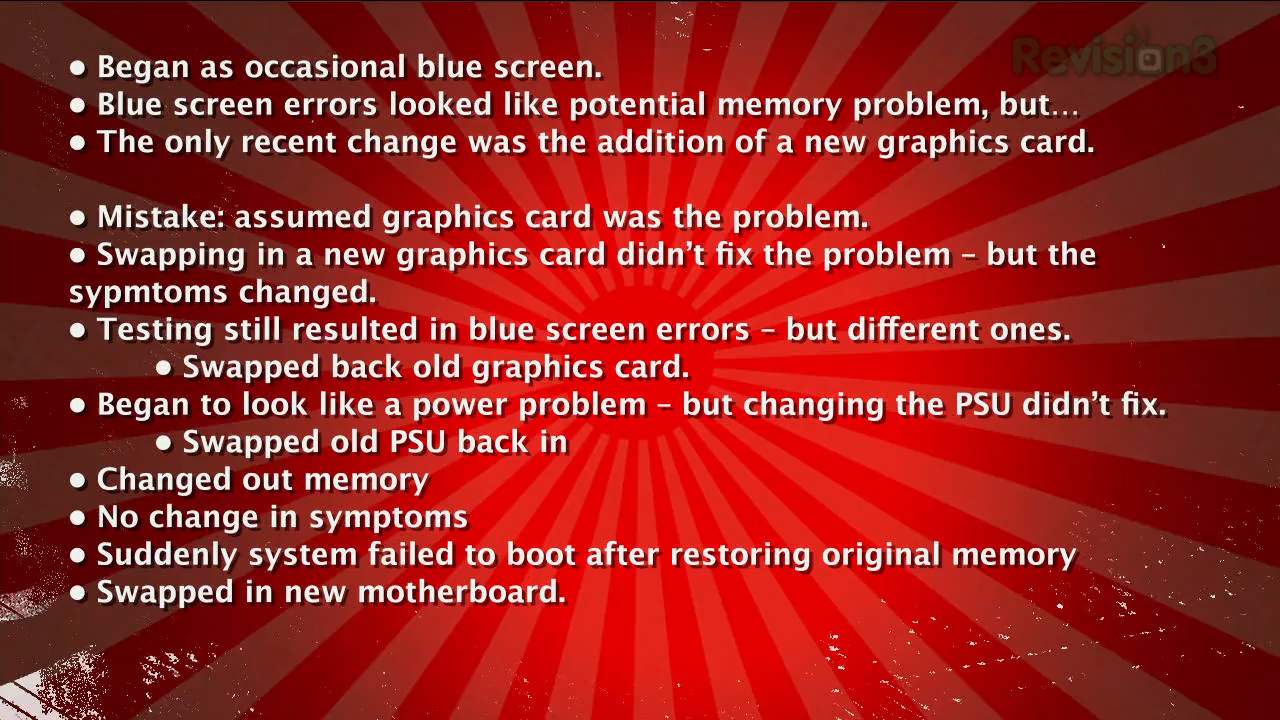 ● Began as occasional blue screen.
Revision3
● Blue screen errors looked like potential memory problem, but…
● The only recent change was the addition of a new graphics card.
● Mistake: assumed graphics card was the problem.
● Swapping in a new graphics card didn’t fix the problem – but the
sypmtoms changed.
● Testing still resulted in blue screen errors – but different ones.
● Swapped back old graphics card.
● Began to look like a power problem – but changing the PSU didn’t fix.
● Swapped old PSU back in
● Changed out memory
● No change in symptoms
● Suddenly system failed to boot after restoring original memory
● Swapped in new motherboard.